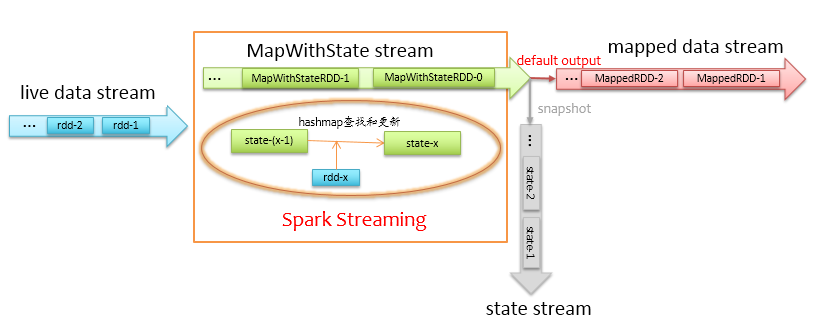 MapWithState stream
mapped data stream
default output
... MapWithStateRDD-1 MapWithStateRDD-0
... MappedRDD-2 MappedRDD-1
live data stream
snapshot
... rdd-2 rdd-1
hashmap查找和更新
state-(x-1)
state-x
rdd-x
...
state-2
state-1
Spark Streaming
state stream